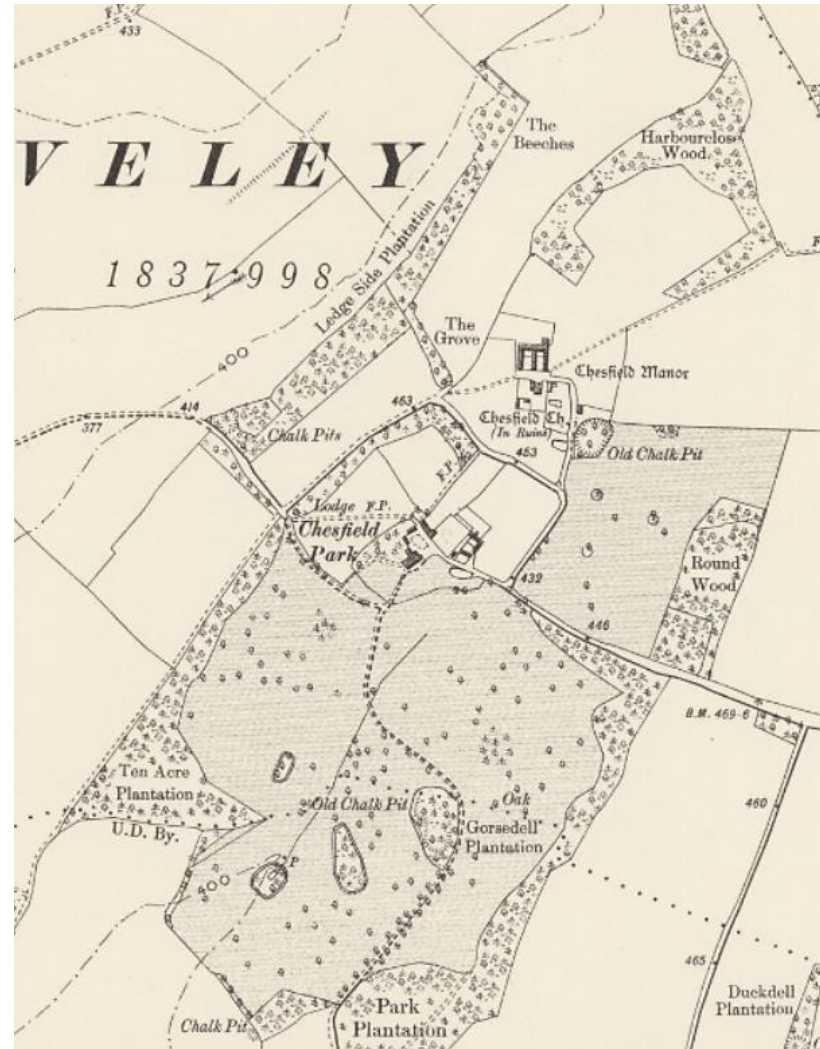 F.P.
433
The
Beeches
Harbourclose
Wood.
VELEY
1837·998
Ledge Side Plantation
The
Grove
400
Chesfield Manor
P
414
463
377
Chesfield Ch.
(In Ruins)
Chalk Pits
453
Old Chalk Pit
F.P.
Lodge F.P.
Chesfield
Park
432
Round
Wood
446
B.M. 469·6
Ten Acre
Plantation
Old Chalk Pit
Oak
460
U.D. By.
Gorsedell
Plantation
P
400
465
Duckdell
Plantation
Park
Plantation
Chalk Pit